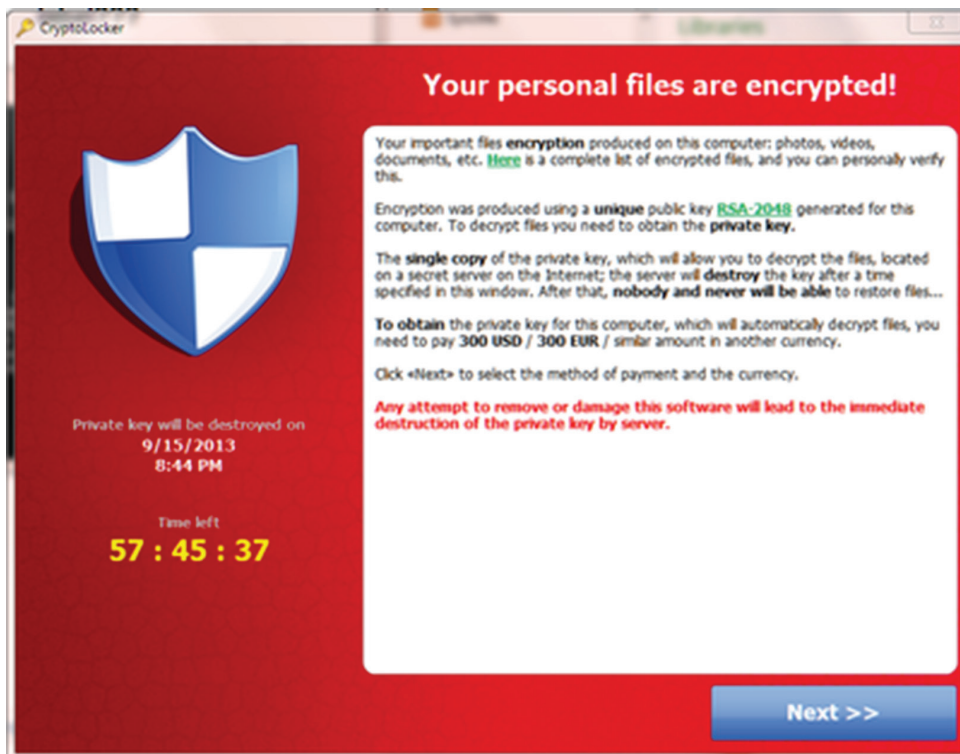 CryptoLocker
Your personal files are encrypted!
Your important files encryption produced on this computer: photos, videos,
documents, etc. Here is a complete list of encrypted files, and you can personally verify
this.
Encryption was produced using a unique public key RSA-2048 generated for this
computer. To decrypt files you need to obtain the private key.
The single copy of the private key, which will allow you to decrypt the files, located
on a secret server on the Internet; the server will destroy the key after a time
specified in this window. After that, nobody and never will be able to restore files...
To obtain the private key for this computer, which will automatically decrypt files, you
need to pay 300 USD / 300 EUR / similar amount in another currency.
Click «Next» to select the method of payment and the currency.
Any attempt to remove or damage this software will lead to the immediate
destruction of the private key by server.
Private key will be destroyed on
9/15/2013
8:44 PM
Time left
57 : 45 : 37
Next >>